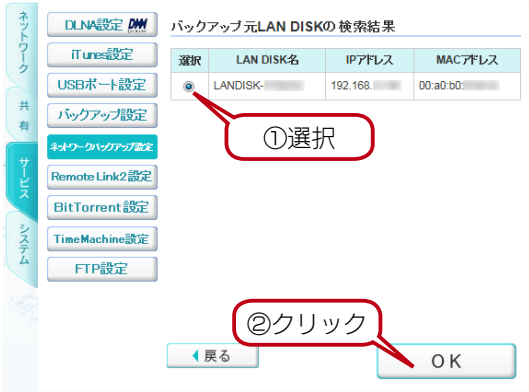 ネットワーク
共有
サービス
システム
DLNA設定
iTunes設定
USBポート設定
バックアップ設定
ネットワークバックアップ設定
Remote Link2設定
BitTorrent設定
TimeMachine設定
FTP設定
バックアップ元LAN DISKの検索結果
選択 LAN DISK名 IPアドレス MACアドレス
LANDISK- 192.168. 00:a0:b0:
①選択
②クリック
戻る
OK